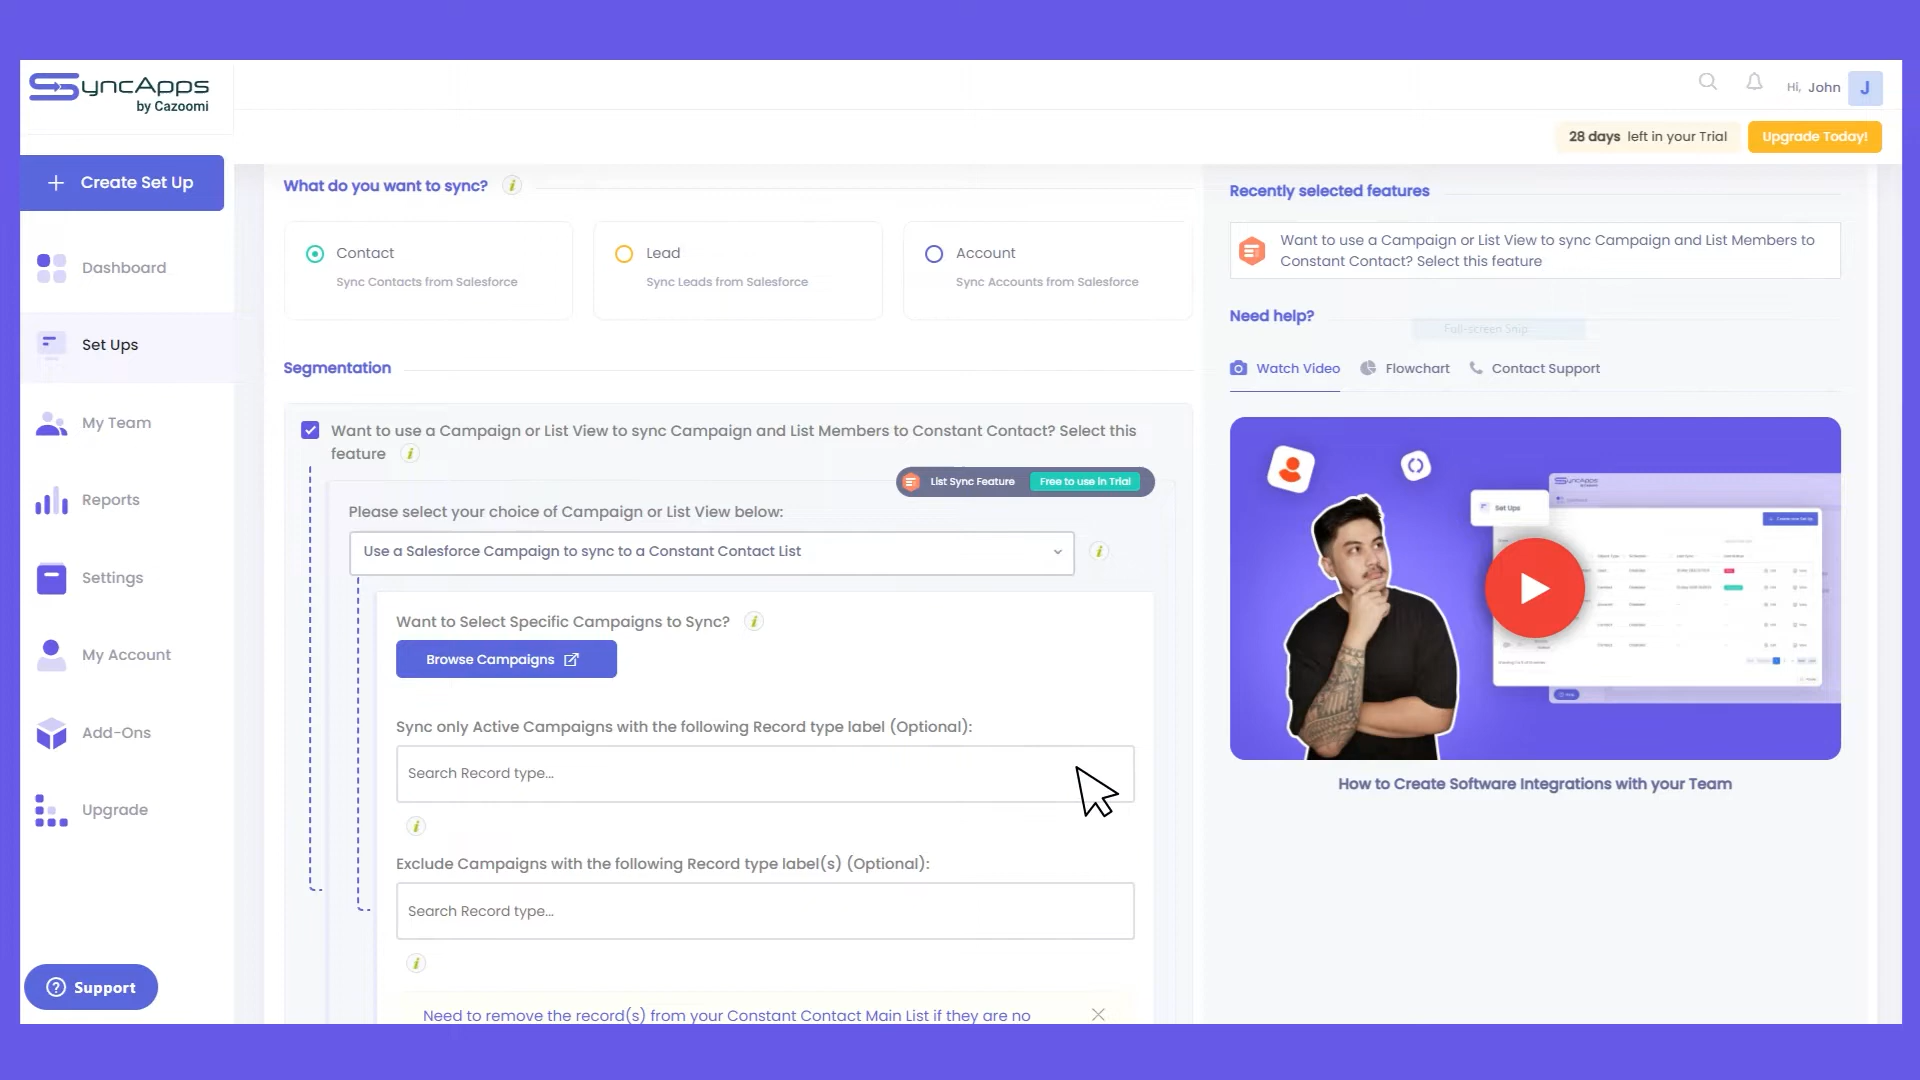 SyncApps
by Cazoomi
Hi, John
J
28 days left in your Trial
Upgrade Today!
Create Set Up
Dashboard
Set Ups
My Team
Reports
Settings
My Account
Add-Ons
Upgrade
Support
What do you want to sync?
Contact
Sync Contacts from Salesforce
Lead
Sync Leads from Salesforce
Account
Sync Accounts from Salesforce
Segmentation
Want to use a Campaign or List View to sync Campaign and List Members to Constant Contact? Select this
feature
List Sync Feature
Free to use in Trial
Please select your choice of Campaign or List View below:
Use a Salesforce Campaign to sync to a Constant Contact List
Want to Select Specific Campaigns to Sync?
Browse Campaigns
Sync only Active Campaigns with the following Record type label (Optional):
Search Record type...
Exclude Campaigns with the following Record type label(s) (Optional):
Search Record type...
Need to remove the record(s) from your Constant Contact Main List if they are no
Recently selected features
Want to use a Campaign or List View to sync Campaign and List Members to
Constant Contact? Select this feature
Need help?
Full-screen Snip
Watch Video
Flowchart
Contact Support
SyncApps
Set Ups
How to Create Software Integrations with your Team